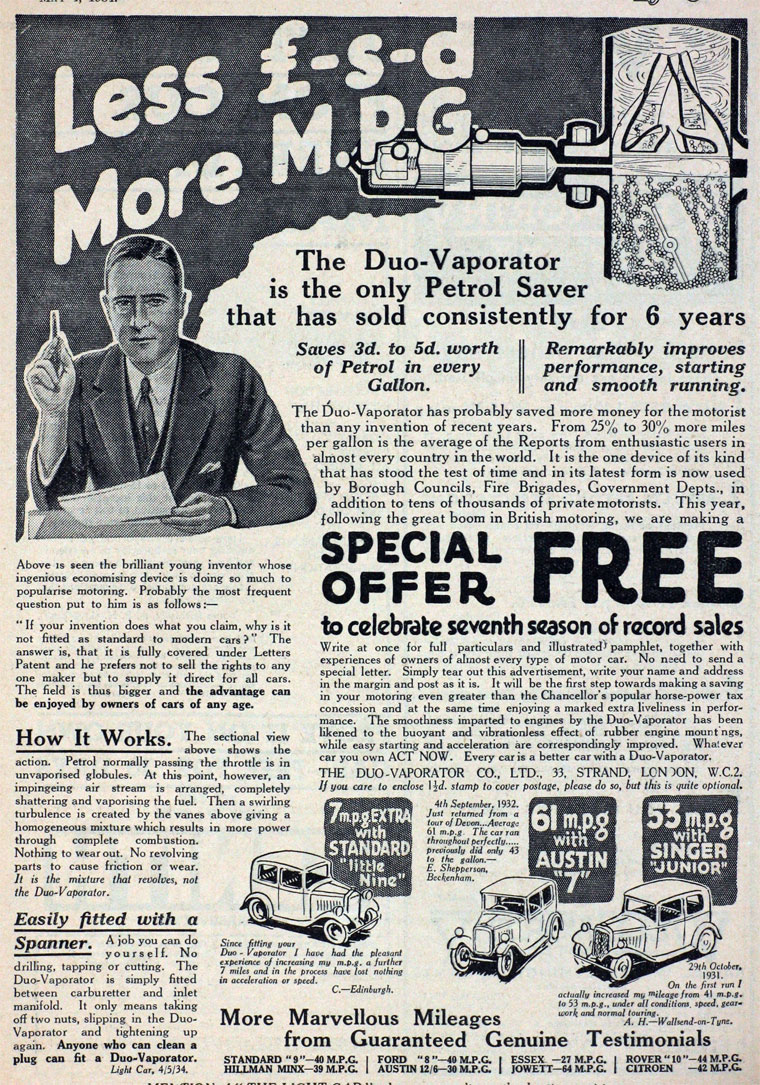 Less £-s-d
More M.P.G
The Duo-Vaporator
is the only Petrol Saver
that has sold consistently for 6 years
Saves 3d. to 5d. worth
of Petrol in every
Gallon.
Remarkably improves
performance, starting
and smooth running.
The Duo-Vaporator has probably saved more money for the motorist
than any invention of recent years. From 25% to 30% more miles
per gallon is the average of the Reports from enthusiastic users in
almost every country in the world. It is the one device of its kind
that has stood the test of time and in its latest form is now used
by Borough Councils, Fire Brigades, Government Depts., in
addition to tens of thousands of private motorists. This year,
following the great boom in British motoring, we are making a
SPECIAL
OFFER FREE
to celebrate seventh season of record sales
Write at once for full particulars and illustrated pamphlet, together with
experiences of owners of almost every type of motor car. No need to send a
special letter. Simply tear out this advertisement, write your name and address
in the margin and post as it is. It will be the first step towards making a saving
in your motoring even greater than the Chancellor's popular horse-power tax
concession and at the same time enjoying a marked extra liveliness in perfor-
mance. The smoothness imparted to engines by the Duo-Vaporator has been
likened to the buoyant and vibrationless effect of rubber engine mountings,
while easy starting and acceleration are correspondingly improved. Whatever
car you own ACT NOW. Every car is a better car with a Duo-Vaporator.
THE DUO-VAPORATOR CO., LTD., 33, STRAND, LONDON, W.C.2.
If you care to enclose 1½d. stamp to cover postage, please do so, but this is quite optional.
Above is seen the brilliant young inventor whose
ingenious economising device is doing so much to
popularise motoring. Probably the most frequent
question put to him is as follows:—
"If your invention does what you claim, why is it
not fitted as standard to modern cars?" The
answer is, that it is fully covered under Letters
Patent and he prefers not to sell the rights to any
one maker but to supply it direct for all cars.
The field is thus bigger and the advantage can
be enjoyed by owners of cars of any age.
How It Works. The sectional view
above shows the
action. Petrol normally passing the throttle is in
unvaporised globules. At this point, however, an
impingeing air stream is arranged, completely
shattering and vaporising the fuel. Then a swirling
turbulence is created by the vanes above giving a
homogeneous mixture which results in more power
through complete combustion.
Nothing to wear out. No revolving
parts to cause friction or wear.
It is the mixture that revolves, not
the Duo-Vaporator.
Easily fitted with a
Spanner. A job you can do
yourself. No
drilling, tapping or cutting. The
Duo-Vaporator is simply fitted
between carburetter and inlet
manifold. It only means taking
off two nuts, slipping in the Duo-
Vaporator and tightening up
again. Anyone who can clean a
plug can fit a Duo-Vaporator.
Light Car, 4/5/34.
7 m.p.g. EXTRA
with
STANDARD
"little
Nine"
Since fitting your
Duo-Vaporator I have had the pleasant
experience of increasing my m.p.g. a further
7 miles and in the process have lost nothing
in acceleration or speed.
C.—Edinburgh.
4th September, 1932.
Just returned from a
tour of Devon...Average
61 m.p.g. The car ran
throughout perfectly.....
previously did only 43
to the gallon.—
E. Shepperson,
Beckenham.
61 m.p.g
with
AUSTIN
"7"
53 m.p.g
with
SINGER
"JUNIOR"
29th October,
1931.
On the first run I
actually increased my mileage from 41 m.p.g.
to 53 m.p.g., under all conditions, speed, gear-
work and normal touring.
A. H.—Wallsend-on-Tyne.
More Marvellous Mileages
from Guaranteed Genuine Testimonials
STANDARD "9"—40 M.P.G. | FORD "8"—40 M.P.G. | ESSEX —27 M.P.G. | ROVER "10"—44 M.P.G.
HILLMAN MINX—39 M.P.G. | AUSTIN 12/6—30 M.P.G. | JOWETT—64 M.P.G. | CITROEN —42 M.P.G.